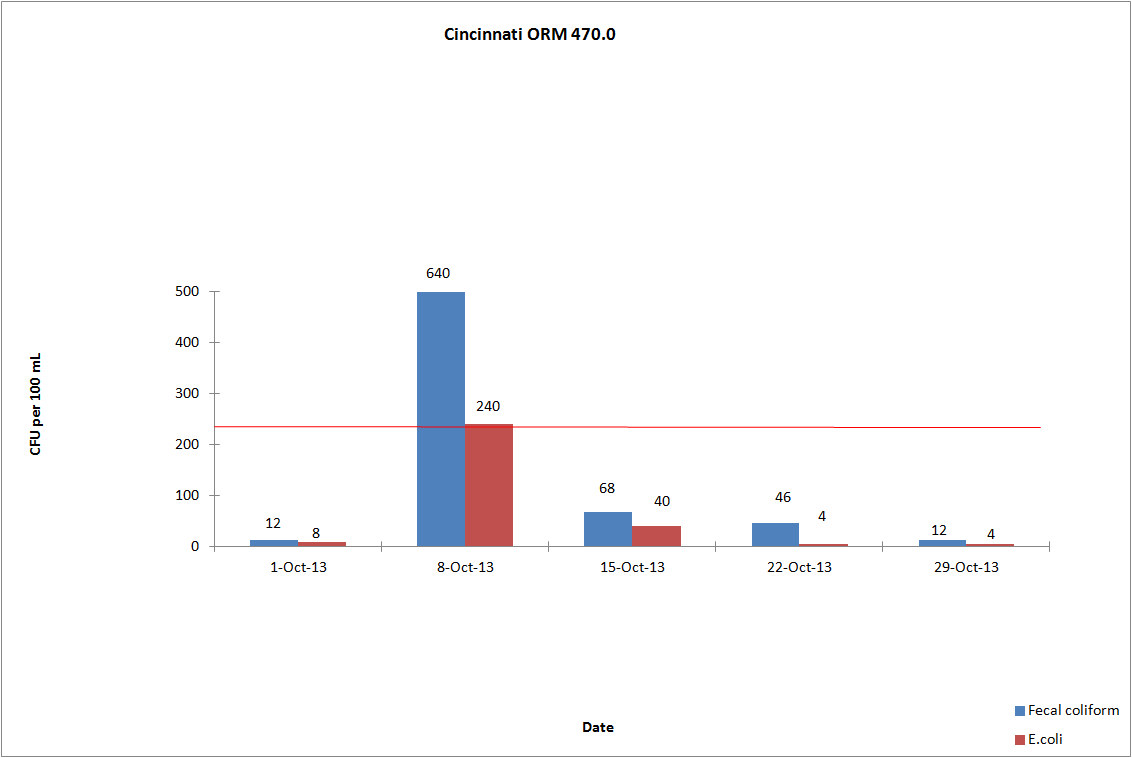 Cincinnati ORM 470.0
640
500
400
300
240
200
100
68
40
46
4
12
8
12
4
0
1-Oct-13 8-Oct-13 15-Oct-13 22-Oct-13 29-Oct-13
CFU per 100 mL
Date
Fecal coliform
E.coli